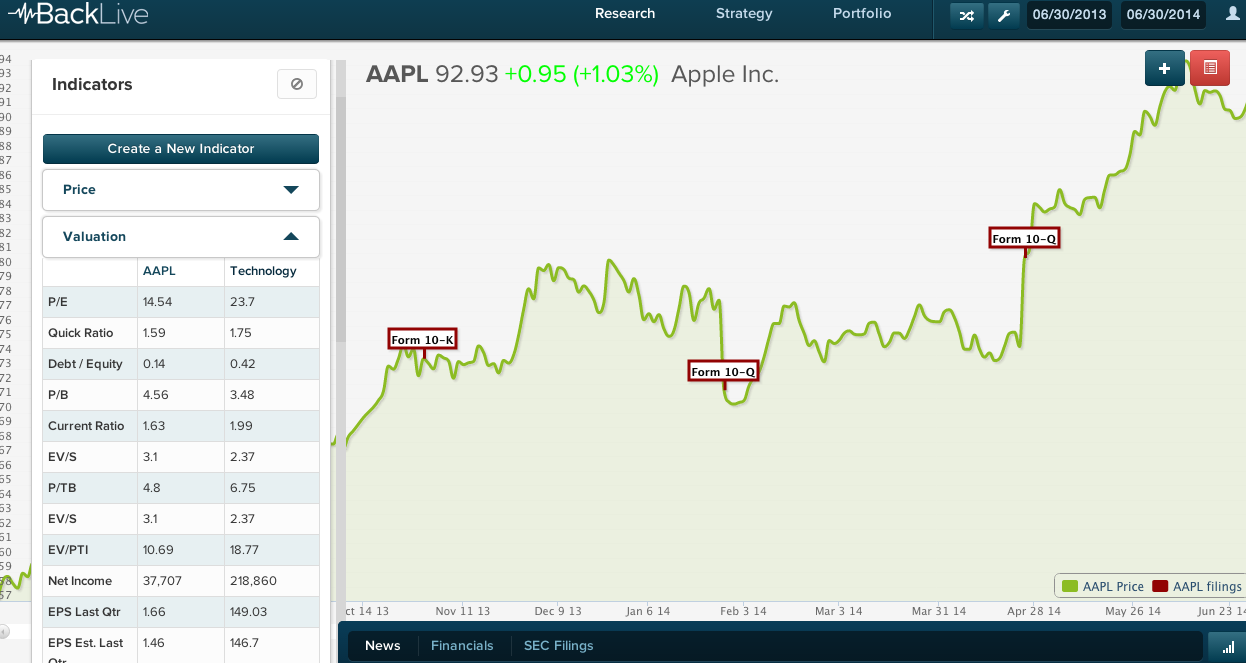 BackLive
Research
Strategy
Portfolio
06/30/2013
06/30/2014
Indicators
Create a New Indicator
Price
Valuation
AAPL Technology
P/E 14.54 23.7
Quick Ratio 1.59 1.75
Debt / Equity 0.14 0.42
P/B 4.56 3.48
Current Ratio 1.63 1.99
EV/S 3.1 2.37
P/TB 4.8 6.75
EV/S 3.1 2.37
EV/PTI 10.69 18.77
Net Income 37,707 218,860
EPS Last Qtr 1.66 149.03
EPS Est. Last 1.46 146.7
Qtr
AAPL 92.93 +0.95 (+1.03%) Apple Inc.
94
93
92
91
90
89
88
87
86
85
84
83
82
81
80
79
78
77
76
75
74
73
72
71
70
69
68
67
66
65
64
63
62
61
60
59
58
57
Form 10-K
Form 10-Q
Form 10-Q
AAPL Price
AAPL filings
ct 14 13
Nov 11 13
Dec 9 13
Jan 6 14
Feb 3 14
Mar 3 14
Mar 31 14
Apr 28 14
May 26 14
Jun 23 14
News
Financials
SEC Filings